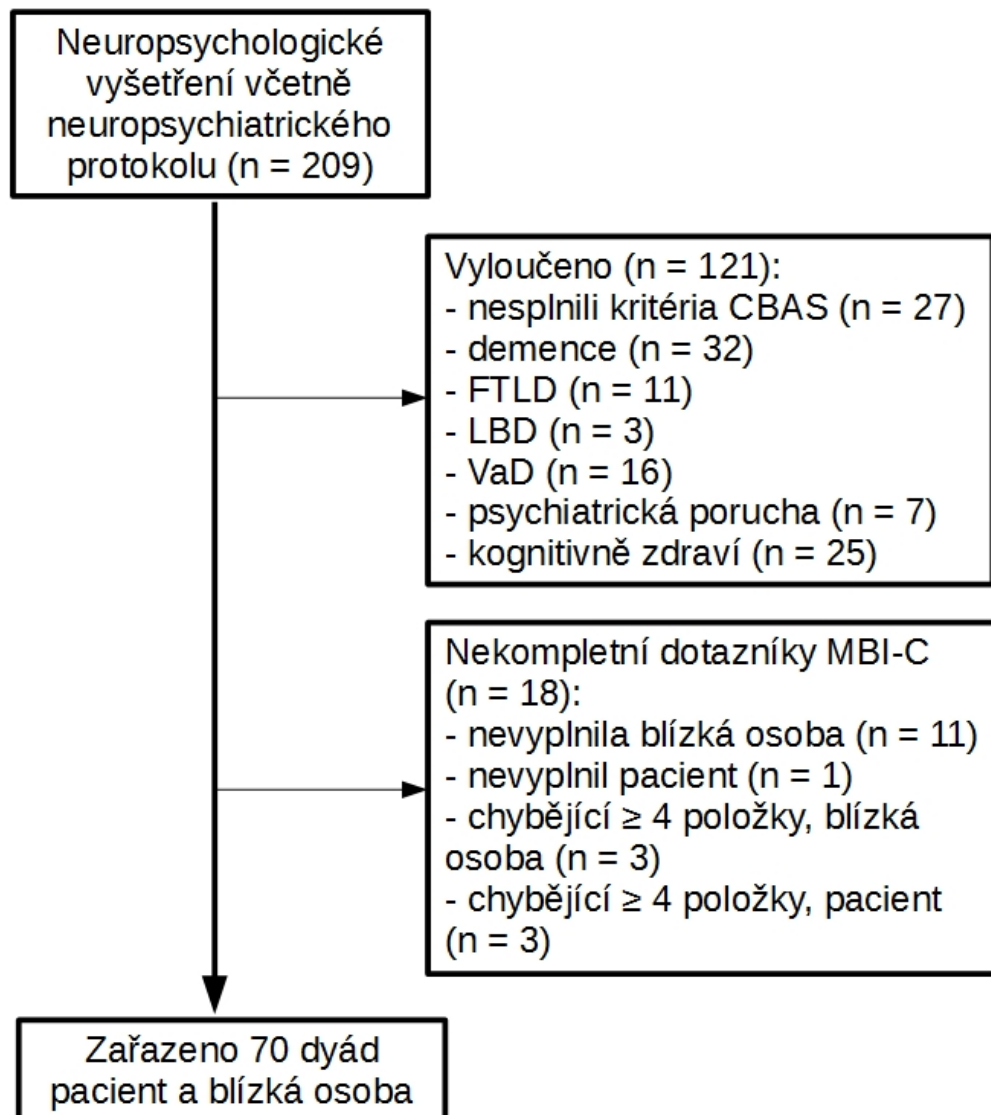 Neuropsychologické
vyšetření včetně
neuropsychiatrického
protokolu (n = 209)
Vyloučeno (n = 121):
- nesplnili kritéria CBAS (n = 27)
- demence (n = 32)
- FTLD (n = 11)
- LBD (n = 3)
- VaD (n = 16)
- psychiatrická porucha (n = 7)
- kognitivně zdraví (n = 25)
Nekompletní dotazníky MBI-C
(n = 18):
- nevyplnila blízká osoba (n = 11)
- nevyplnil pacient (n = 1)
- chybějící ≥ 4 položky, blízká
osoba (n = 3)
- chybějící ≥ 4 položky, pacient
(n = 3)
Zařazeno 70 dyád
pacient a blízká osoba